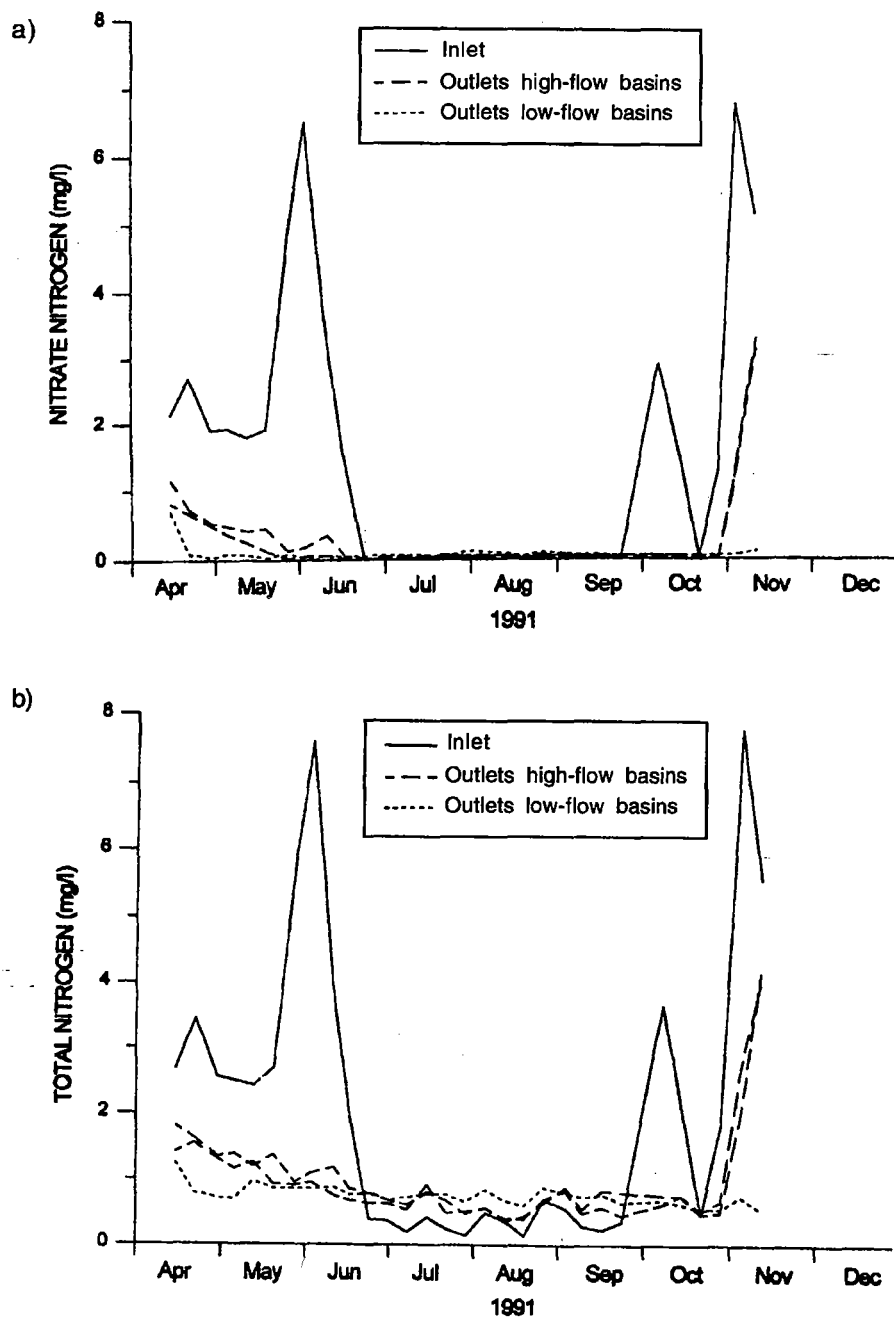 a)
8
6
4
2
0
NITRATE NITROGEN (mg/l)
Inlet
Outlets high-flow basins
Outlets low-flow basins
Apr May Jun Jul Aug Sep Oct Nov Dec
1991
b)
8
6
4
2
0
TOTAL NITROGEN (mg/l)
Inlet
Outlets high-flow basins
Outlets low-flow basins
Apr May Jun Jul Aug Sep Oct Nov Dec
1991